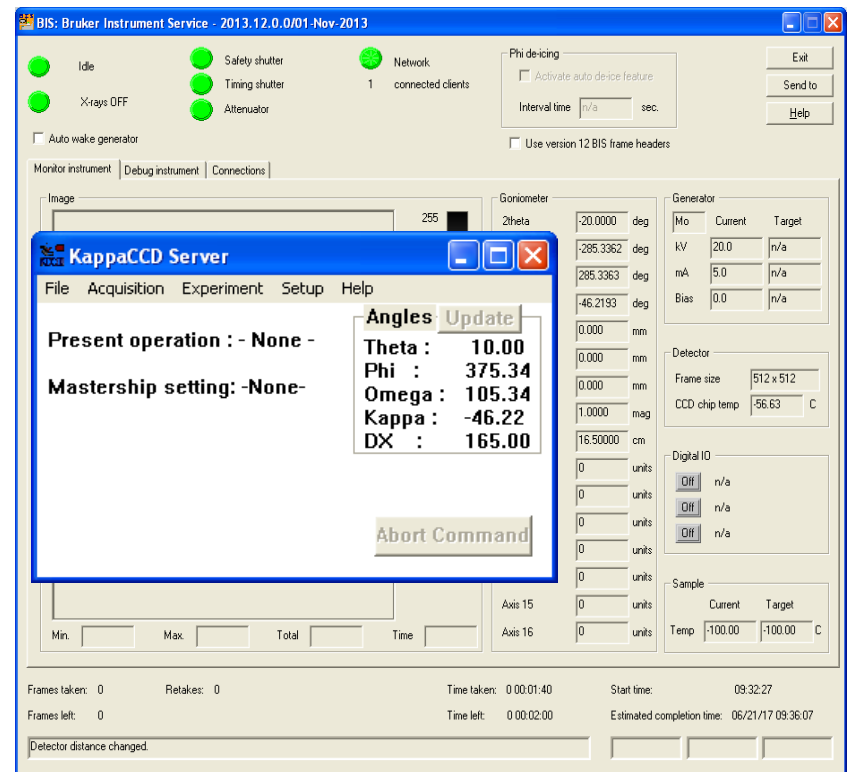 BIS: Bruker Instrument Service - 2013.12.0.0/01-Nov-2013
Idle
X-rays OFF
Auto wake generator
Safety shutter
Timing shutter
Attenuator
Network
1 connected clients
Phi de-icing
Activate auto de-ice feature
Interval time n/a sec.
Use version 12 BIS frame headers
Exit
Send to
Help
Monitor instrument Debug instrument Connections
Image
255
KappaCCD Server
File Acquisition Experiment Setup Help
Present operation : - None -
Mastership setting: -None-
Angles Update
Theta : 10.00
Phi : 375.34
Omega : 105.34
Kappa : -46.22
DX : 165.00
Abort Command
Min. Max. Total Time
Goniometer
2theta -20.0000 deg
-285.3362 deg
285.3363 deg
-46.2193 deg
0.000 mm
0.000 mm
0.000 mm
1.0000 mag
16.50000 cm
0 units
0 units
0 units
0 units
0 units
Axis 15 0 units
Axis 16 0 units
Generator
Mo Current Target
kV 20.0 n/a
mA 5.0 n/a
Bias 0.0 n/a
Detector
Frame size 512 x 512
CCD chip temp -56.63 C
Digital IO
Off n/a
Off n/a
Off n/a
Sample
Current Target
Temp -100.00 -100.00 C
Frames taken: 0 Retakes: 0 Time taken: 0 00:01:40 Start time: 09:32:27
Frames left: 0 Time left: 0 00:02:00 Estimated completion time: 06/21/17 09:36:07
Detector distance changed.